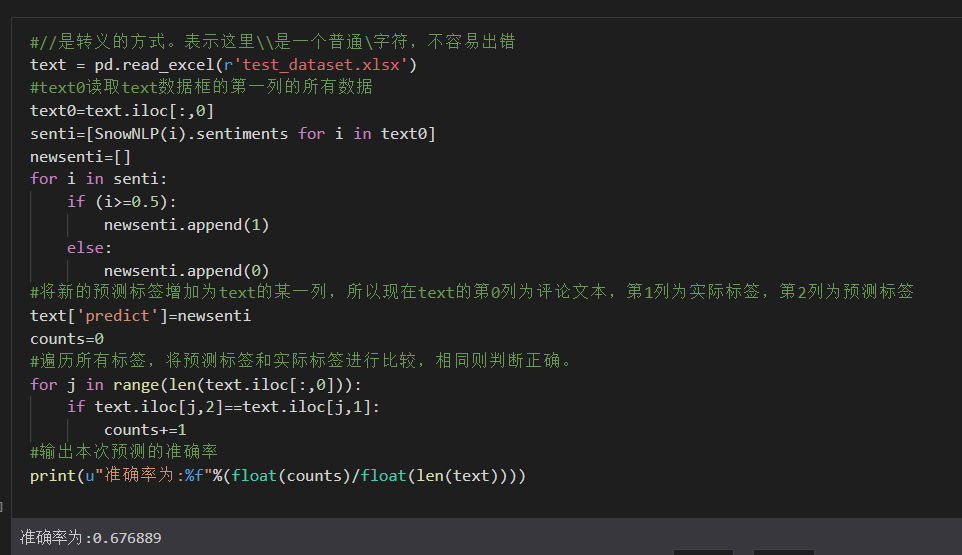 #//是转义的方式。表示这里\\是一个普通\字符，不容易出错
text = pd.read_excel(r'test_dataset.xlsx')
#text0读取text数据框的第一列的所有数据
text0=text.iloc[:,0]
senti=[SnowNLP(i).sentiments for i in text0]
newsenti=[]
for i in senti:
    if (i>=0.5):
        newsenti.append(1)
    else:
        newsenti.append(0)
#将新的预测标签增加为text的某一列，所以现在text的第0列为评论文本，第1列为实际标签，第2列为预测标签
text['predict']=newsenti
counts=0
#遍历所有标签，将预测标签和实际标签进行比较，相同则判断正确。
for j in range(len(text.iloc[:,0])):
    if text.iloc[j,2]==text.iloc[j,1]:
        counts+=1
#输出本次预测的准确率
print(u"准确率为:%f"%(float(counts)/float(len(text))))
准确率为:0.676889